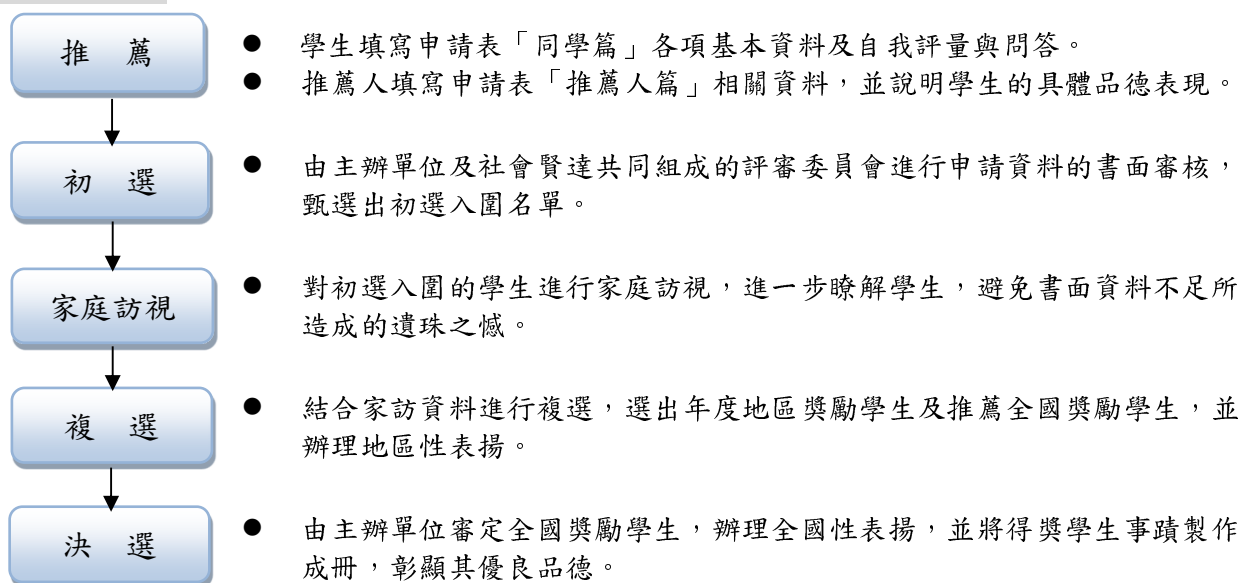 推　薦
● 學生填寫申請表「同學篇」各項基本資料及自我評量與問答。
● 推薦人填寫申請表「推薦人篇」相關資料，並說明學生的具體品德表現。
初　選
● 由主辦單位及社會賢達共同組成的評審委員會進行申請資料的書面審核，
甄選出初選入圍名單。
家庭訪視
● 對初選入圍的學生進行家庭訪視，進一步瞭解學生，避免書面資料不足所
造成的遺珠之憾。
複　選
● 結合家訪資料進行複選，選出年度地區獎勵學生及推薦全國獎勵學生，並
辦理地區性表揚。
決　選
● 由主辦單位審定全國獎勵學生，辦理全國性表揚，並將得獎學生事蹟製作
成冊，彰顯其優良品德。